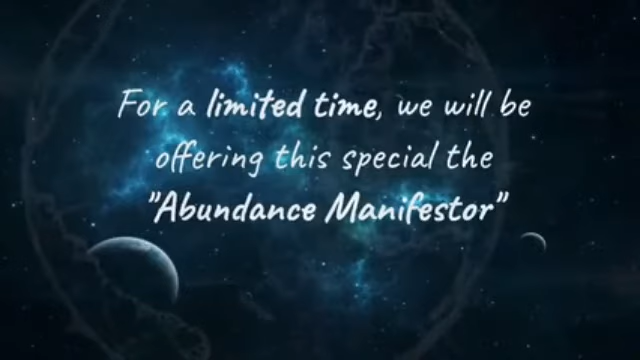 For a limited time, we will be
offering this special the
"Abundance Manifestor"